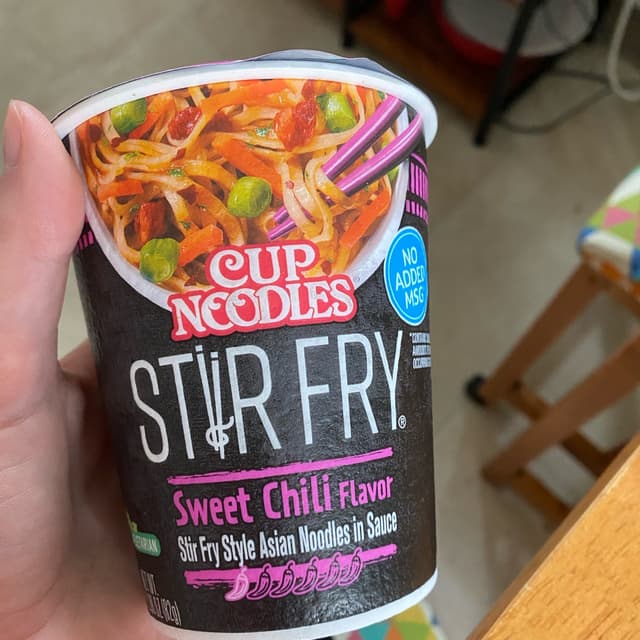 CUP
NOODLES
NO
ADDED
MSG
STIR FRY®
Sweet Chili Flavor
Stir Fry Style Asian Noodles in Sauce